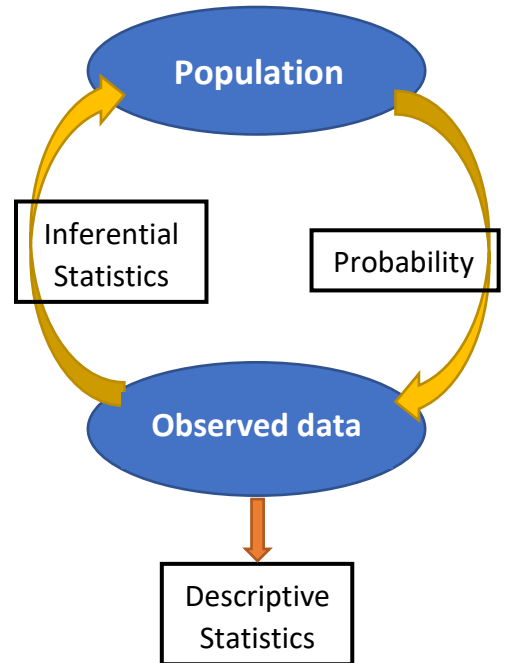 Population
Inferential
Statistics
Probability
Observed data
Descriptive
Statistics